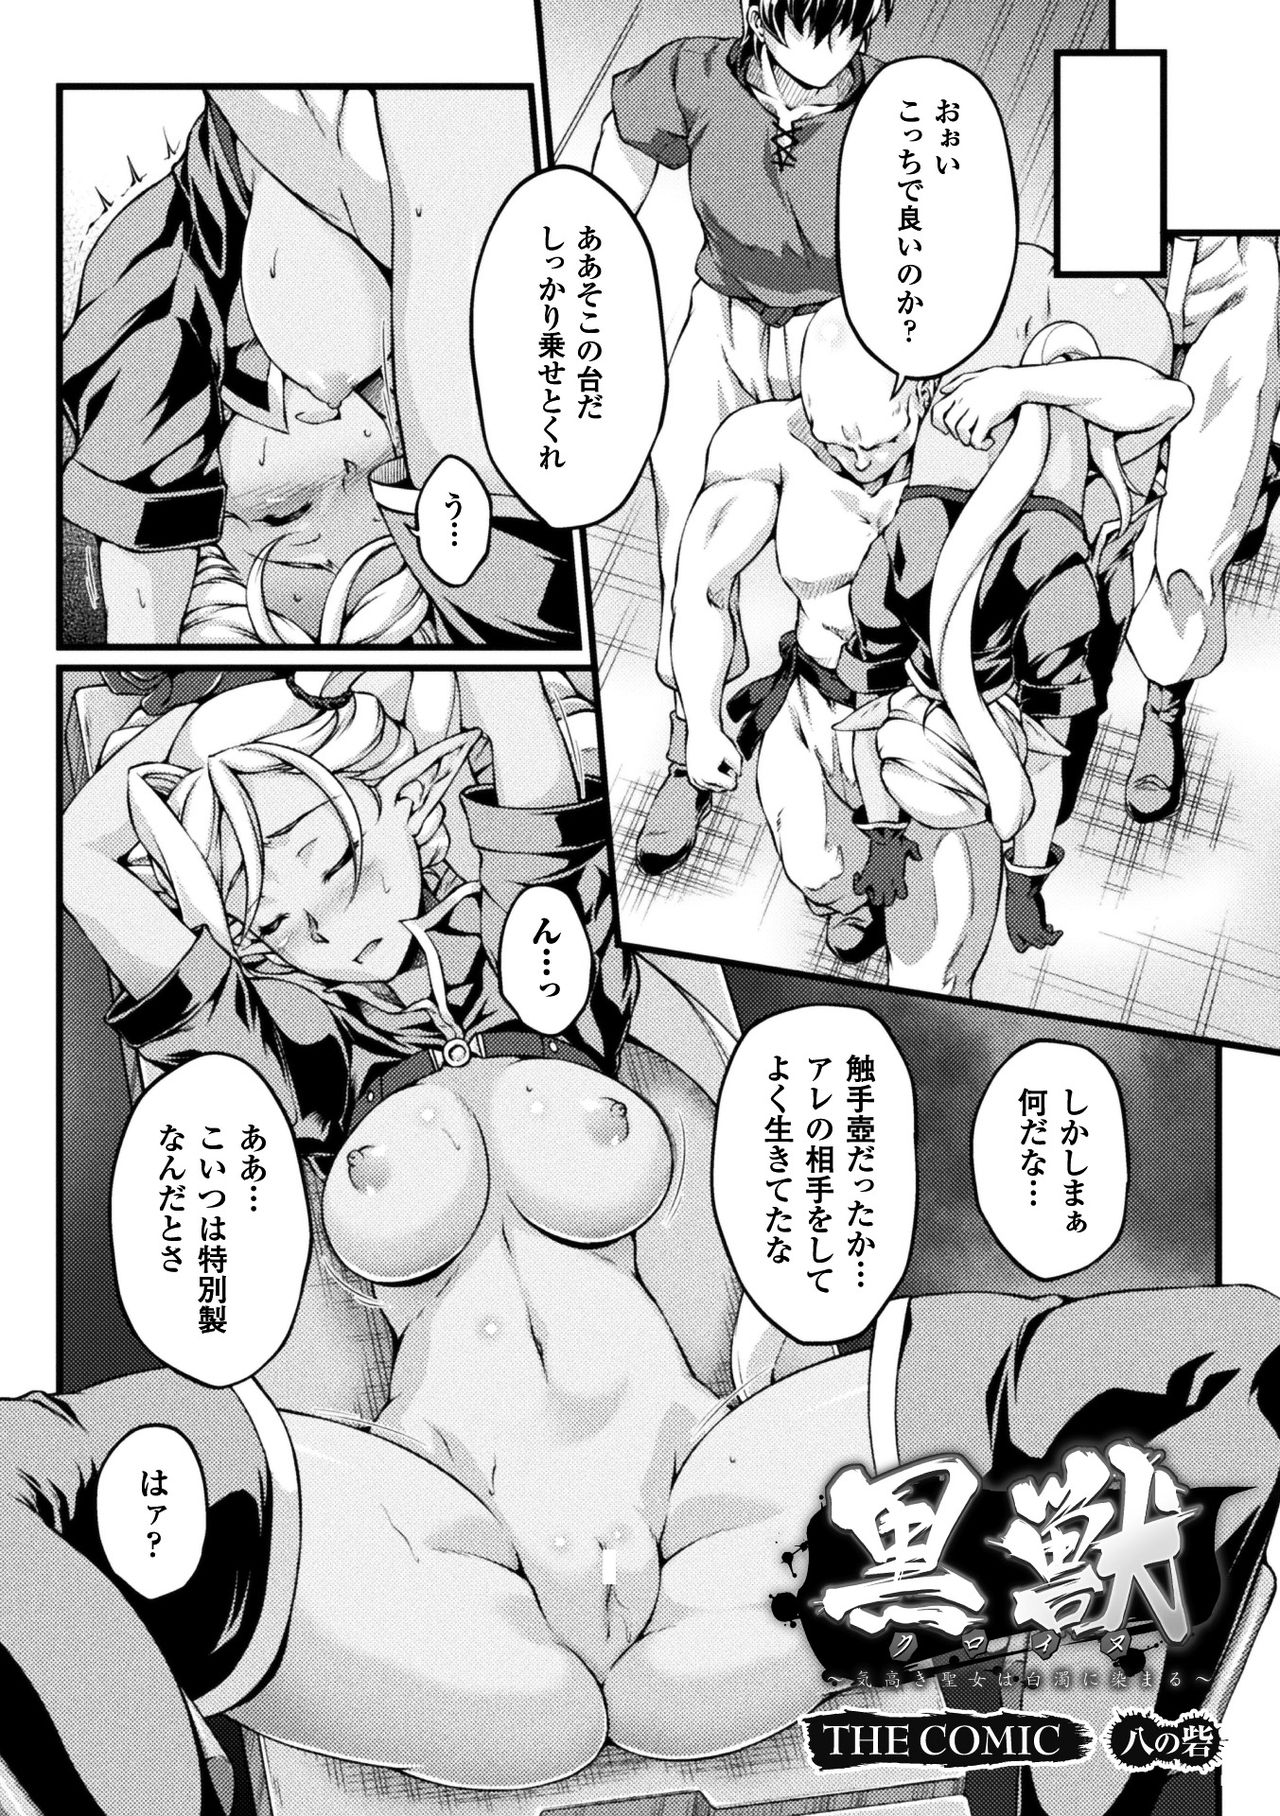 おぉい
こっちで良いのか？
ああそこの台だ
しっかり乗せとくれ
う…
しかしまぁ
何だな…
触手壺だったか…
アレの相手をして
よく生きてたな
ん…っ
ああ…
こいつは特別製
なんだとさ
はァ？
黒獣
クロイヌ
～気高き聖女は白濁に染まる～
THE COMIC
八の砦